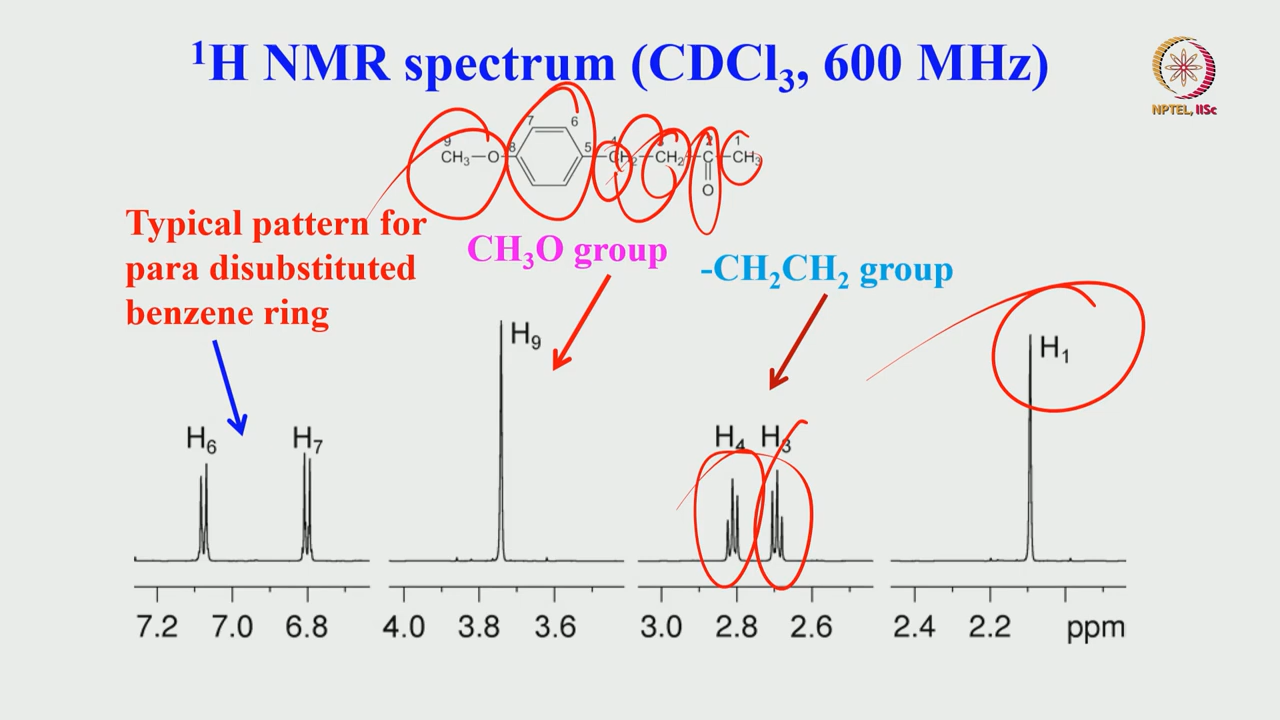 ¹H NMR spectrum (CDCl₃, 600 MHz)
NPTEL, IISc
9 8 7 6 5 4 3 2 1
CH₃—O CH₂—CH₂—C—CH₃
O
Typical pattern for
para disubstituted
benzene ring
CH₃O group
-CH₂CH₂ group
H₆ H₇ H₉ H₄ H₃ H₁
7.2 7.0 6.8 4.0 3.8 3.6 3.0 2.8 2.6 2.4 2.2 ppm